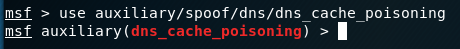 msf > use auxiliary/spoof/dns/dns_cache_poisoning
msf auxiliary(dns_cache_poisoning) >